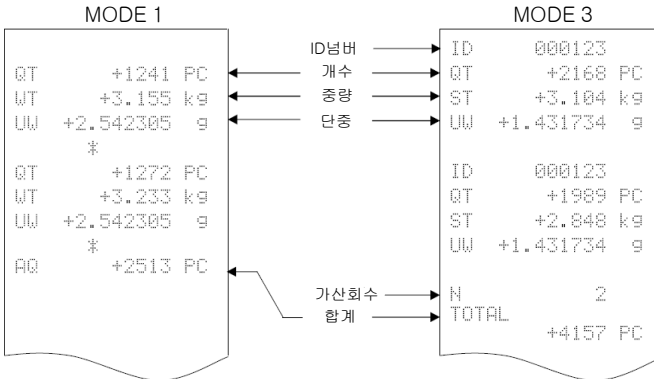 MODE 1
QT +1241 PC
WT +3.155 kg
UW +2.542305 g
*
QT +1272 PC
WT +3.233 kg
UW +2.542305 g
*
AQ +2513 PC
ID넘버
개수
중량
단중
가산회수
합계
MODE 3
ID 000123
QT +2168 PC
ST +3.104 kg
UW +1.431734 g
ID 000123
QT +1989 PC
ST +2.848 kg
UW +1.431734 g
N 2
TOTAL
+4157 PC